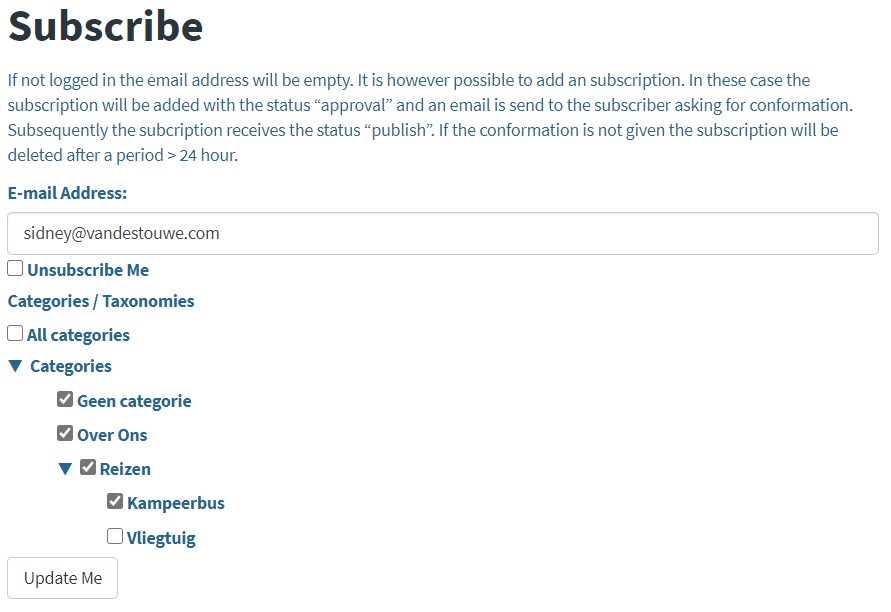 Subscribe
If not logged in the email address will be empty. It is however possible to add an subscription. In these case the
subscription will be added with the status “approval” and an email is send to the subscriber asking for conformation.
Subsequently the subcription receives the status “publish”. If the conformation is not given the subscription will be
deleted after a period > 24 hour.
E-mail Address:
sidney@vandestouwe.com
Unsubscribe Me
Categories / Taxonomies
All categories
Categories
Geen categorie
Over Ons
Reizen
Kampeerbus
Vliegtuig
Update Me